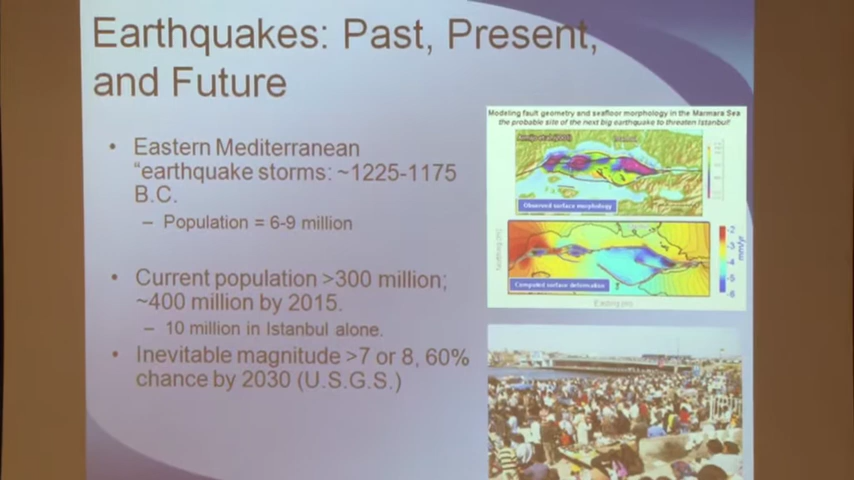 Earthquakes: Past, Present,
and Future
• Eastern Mediterranean
“earthquake storms: ~1225-1175
B.C.
– Population = 6-9 million
• Current population >300 million;
~400 million by 2015.
– 10 million in Istanbul alone.
• Inevitable magnitude >7 or 8, 60%
chance by 2030 (U.S.G.S.)
Modeling fault geometry and seafloor morphology in the Marmara Sea
the probable site of the next big earthquake to threaten Istanbul!
Observed surface morphology
Computed surface deformation
mm/yr